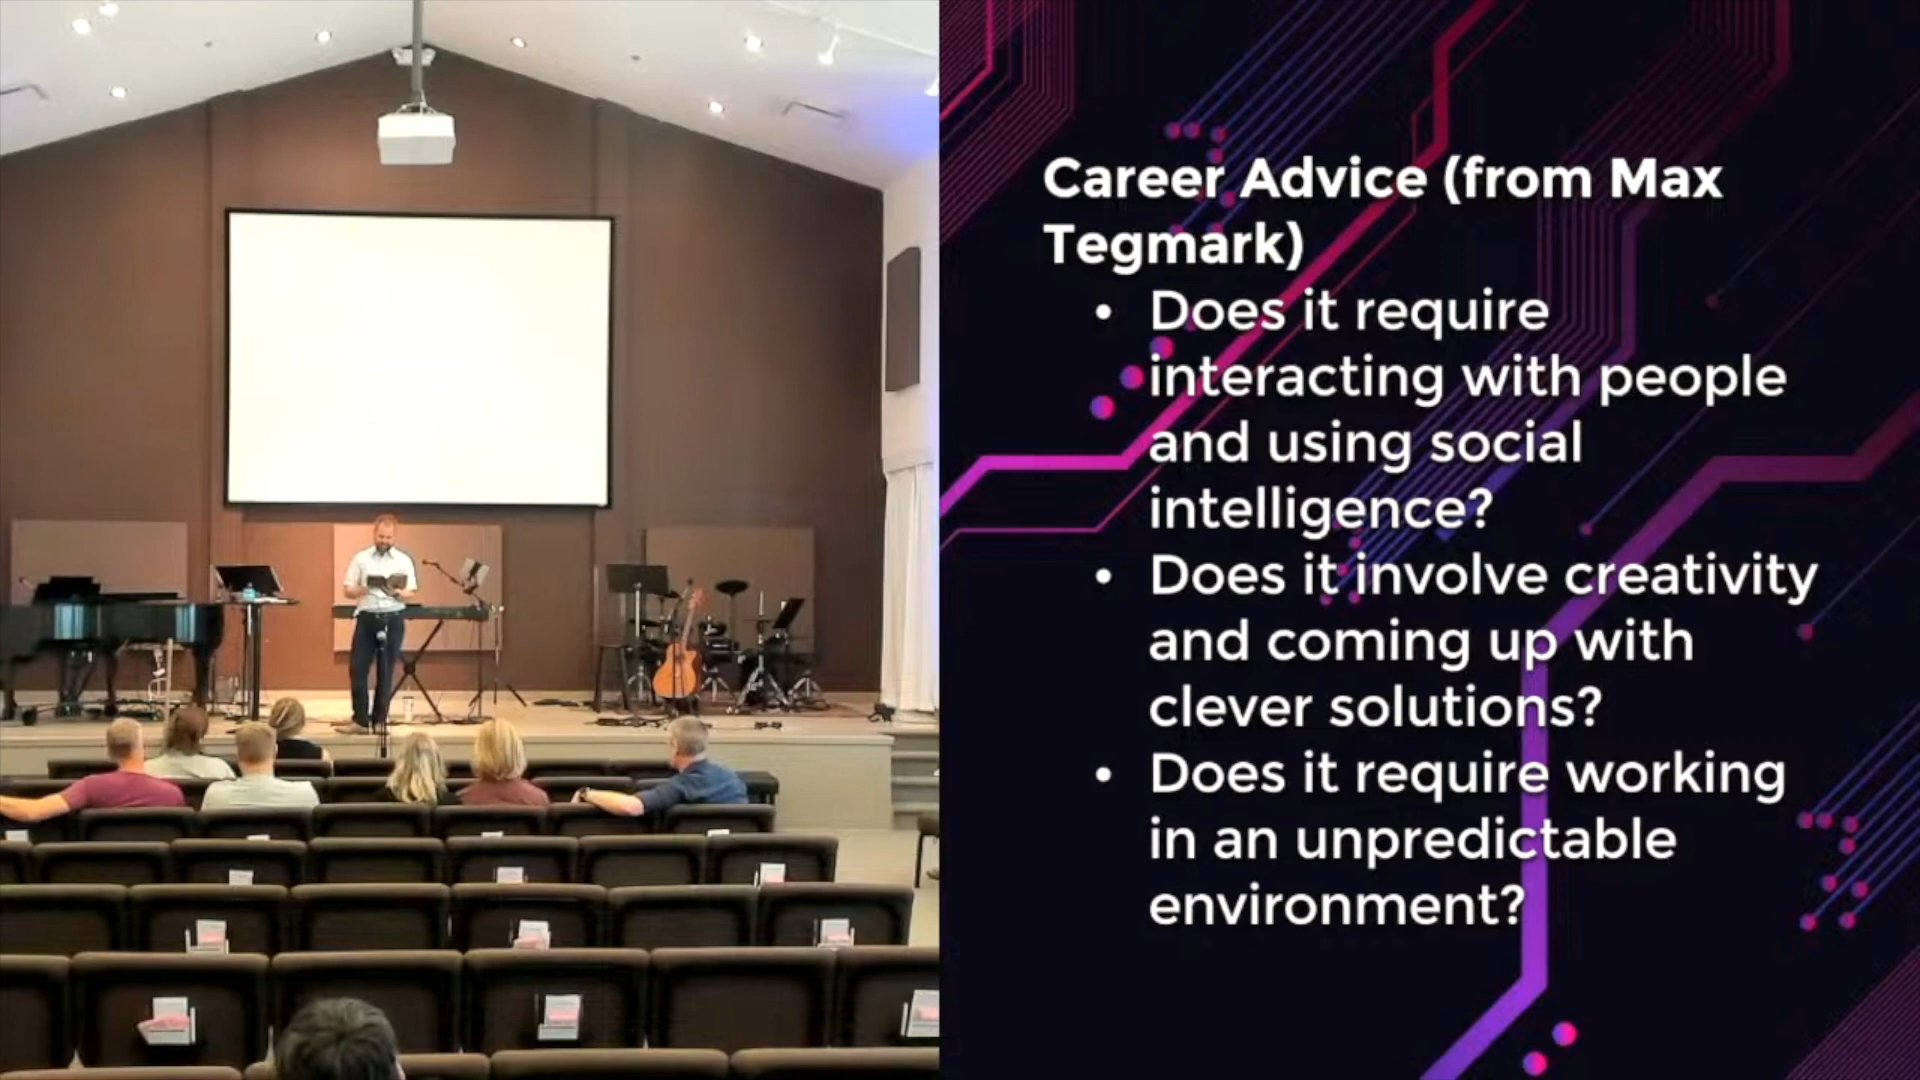 Career Advice (from Max
Tegmark)
• Does it require
interacting with people
and using social
intelligence?
• Does it involve creativity
and coming up with
clever solutions?
• Does it require working
in an unpredictable
environment?